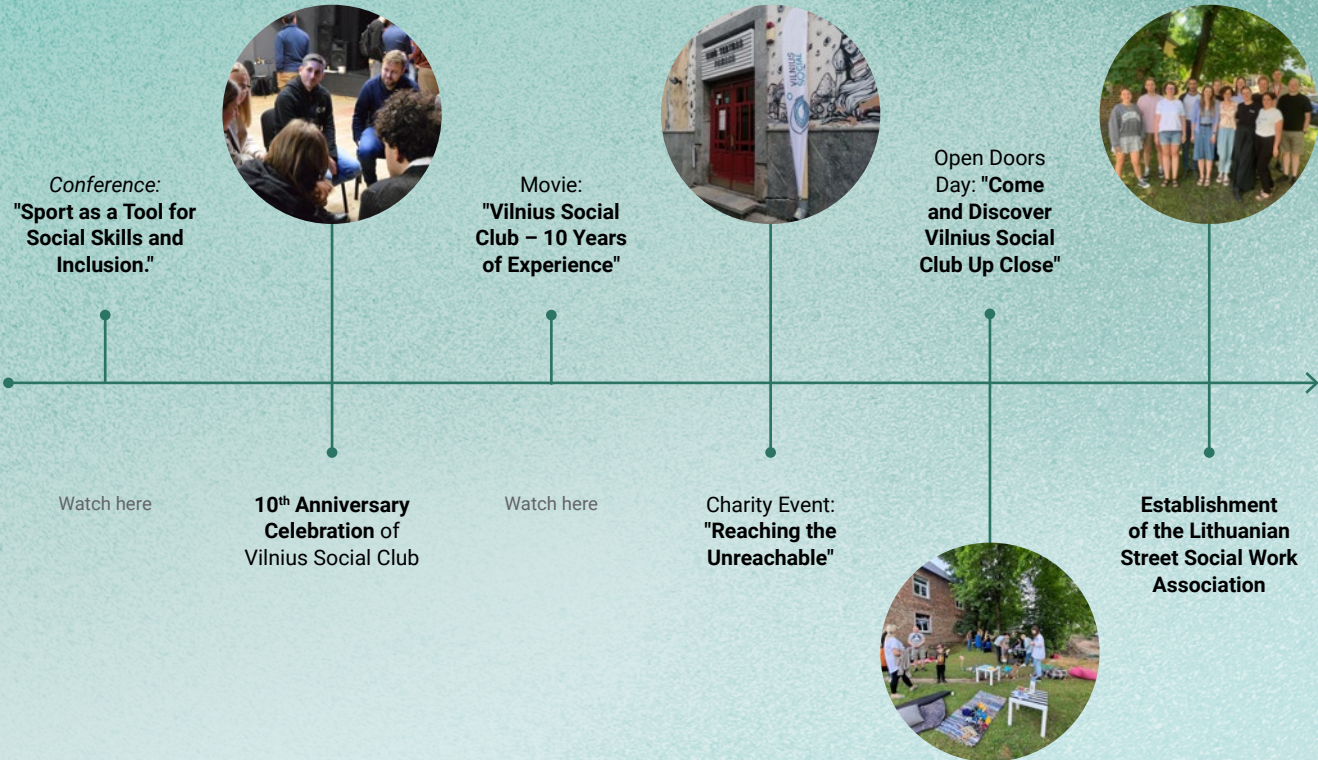 Conference:
"Sport as a Tool for
Social Skills and
Inclusion."
Watch here
10th Anniversary
Celebration of
Vilnius Social Club
Movie:
"Vilnius Social
Club – 10 Years
of Experience"
Watch here
VILNIUS
SOCIAL
Charity Event:
"Reaching the
Unreachable"
Open Doors
Day: "Come
and Discover
Vilnius Social
Club Up Close"
Establishment
of the Lithuanian
Street Social Work
Association